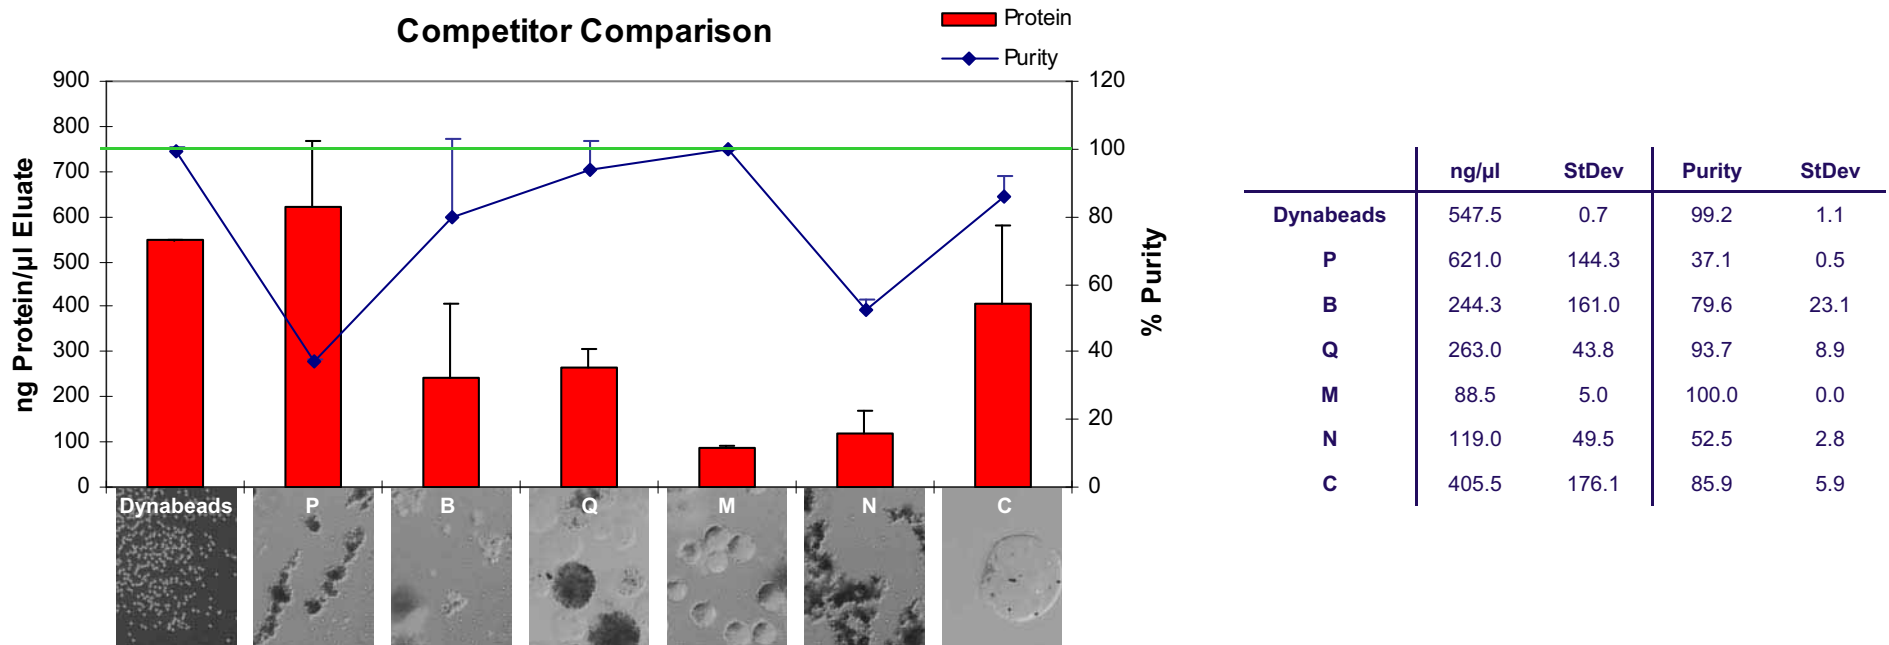 Competitor Comparison
Protein
Purity
900
800
700
600
500
400
300
200
100
0
ng Protein/µl Eluate
120
100
80
60
40
20
0
% Purity
Dynabeads P B Q M N C
ng/µl StDev Purity StDev
Dynabeads 547.5 0.7 99.2 1.1
P 621.0 144.3 37.1 0.5
B 244.3 161.0 79.6 23.1
Q 263.0 43.8 93.7 8.9
M 88.5 5.0 100.0 0.0
N 119.0 49.5 52.5 2.8
C 405.5 176.1 85.9 5.9